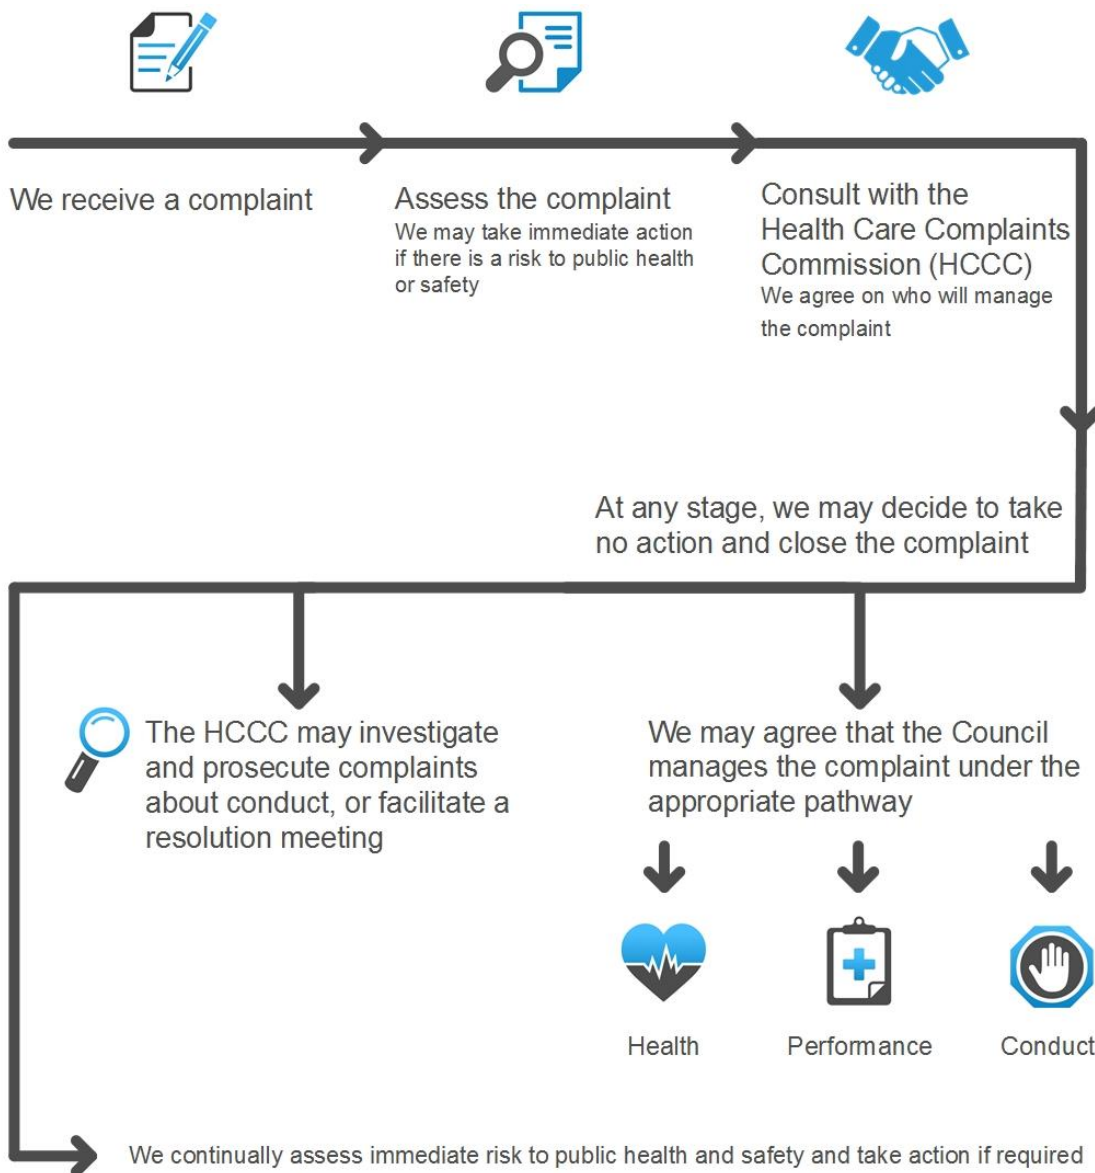 We receive a complaint
Assess the complaint
We may take immediate action
if there is a risk to public health
or safety
Consult with the
Health Care Complaints
Commission (HCCC)
We agree on who will manage
the complaint
At any stage, we may decide to take
no action and close the complaint
The HCCC may investigate
and prosecute complaints
about conduct, or facilitate a
resolution meeting
We may agree that the Council
manages the complaint under the
appropriate pathway
Health
Performance
Conduct
We continually assess immediate risk to public health and safety and take action if required